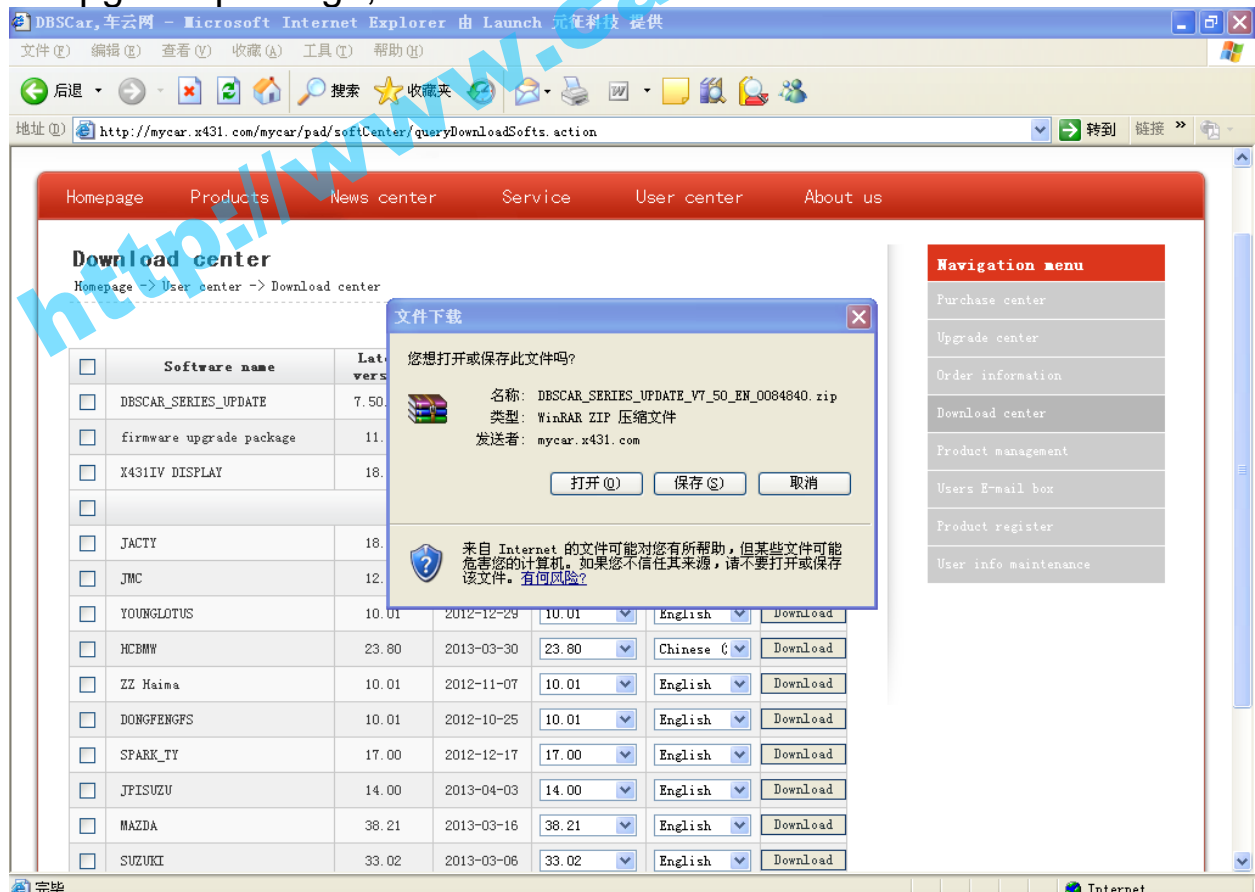 DBSCar,车云网 - Microsoft Internet Explorer 由 Launch 元征科技 提供
文件(F) 编辑(E) 查看(V) 收藏(A) 工具(T) 帮助(H)
后退 搜索 收藏夹
地址(D) http://mycar.x431.com/mycar/pad/softCenter/queryDownloadSofts.action 转到 链接 »
http://www.
Homepage Products News center Service User center About us
Download center
Homepage -> User center -> Download center
Software name
DBSCAR_SERIES_UPDATE 7.50.
firmware upgrade package 11.
X431IV DISPLAY 18.
JACTY 18.
JMC 12.
YOUNGLOTUS 10.01 2012-12-29 10.01 English Download
HCBMW 23.80 2013-03-30 23.80 Chinese Download
ZZ Haima 10.01 2012-11-07 10.01 English Download
DONGFENGFS 10.01 2012-10-25 10.01 English Download
SPARK_TY 17.00 2012-12-17 17.00 English Download
JPISUZU 14.00 2013-04-03 14.00 English Download
MAZDA 38.21 2013-03-16 38.21 English Download
SUZUKI 33.02 2013-03-06 33.02 English Download
文件下载
您想打开或保存此文件吗?
名称: DBSCAR_SERIES_UPDATE_V7_50_EN_0084840.zip
类型: WinRAR ZIP 压缩文件
发送者: mycar.x431.com
打开(O) 保存(S) 取消
来自 Internet 的文件可能对您有所帮助,但某些文件可能
危害您的计算机。如果您不信任其来源,请不要打开或保存
该文件。有何风险?
Navigation menu
Purchase center
Upgrade center
Order information
Download center
Product management
Users E-mail box
Product register
User info maintenance
完毕 Internet